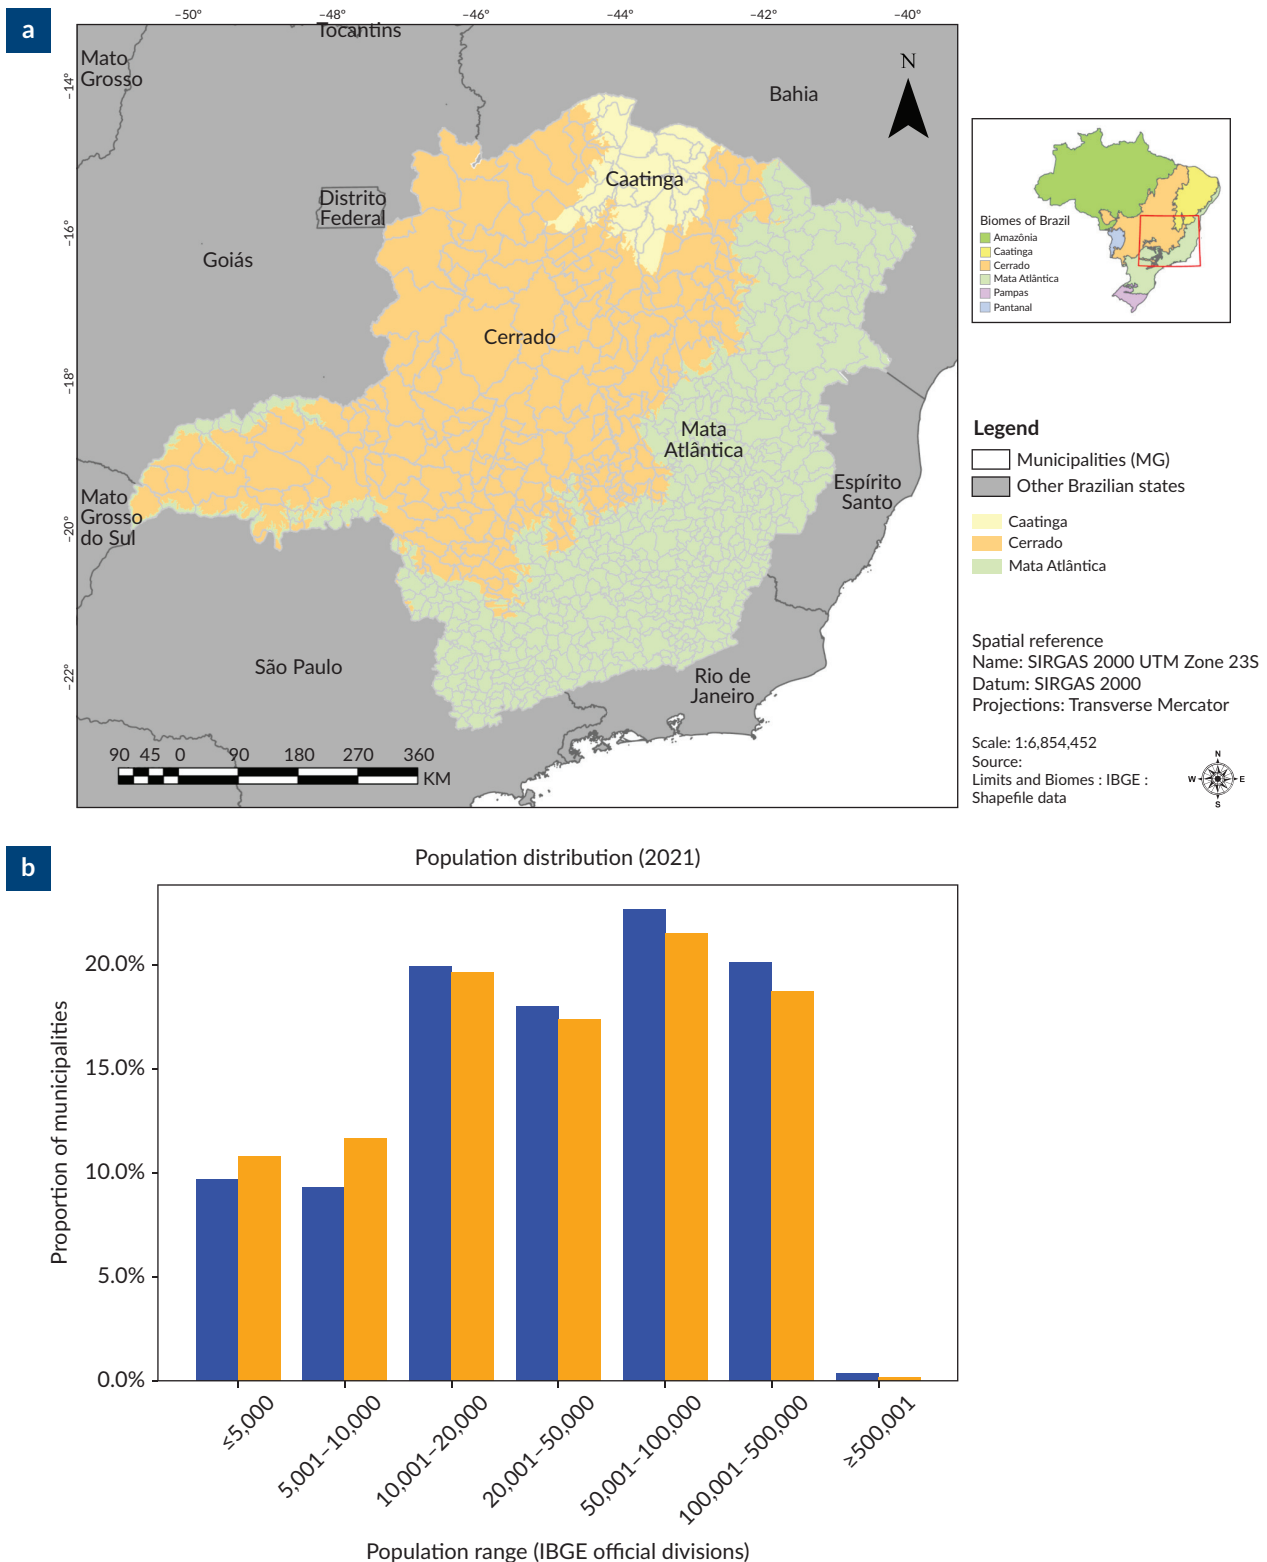 a
−50°
−48°
−46°
−44°
−42°
−40°
−14°
−16°
−18°
−20°
−22°
Tocantins
Mato
Grosso
Bahia
N
Distrito
Federal
Caatinga
Goiás
Cerrado
Mata
Atlântica
Espírito
Santo
Mato
Grosso
do Sul
São Paulo
Rio de
Janeiro
90 45 0 90 180 270 360
KM
Biomes of Brazil
Amazônia
Caatinga
Cerrado
Mata Atlântica
Pampas
Pantanal
Legend
Municipalities (MG)
Other Brazilian states
Caatinga
Cerrado
Mata Atlântica
Spatial reference
Name: SIRGAS 2000 UTM Zone 23S
Datum: SIRGAS 2000
Projections: Transverse Mercator
Scale: 1:6,854,452
Source:
Limits and Biomes : IBGE :
Shapefile data
N
W E
S
b
Population distribution (2021)
Proportion of municipalities
20.0%
15.0%
10.0%
5.0%
0.0%
≤5,000
5,001−10,000
10,001−20,000
20,001−50,000
50,001−100,000
100,001−500,000
≥500,001
Population range (IBGE official divisions)